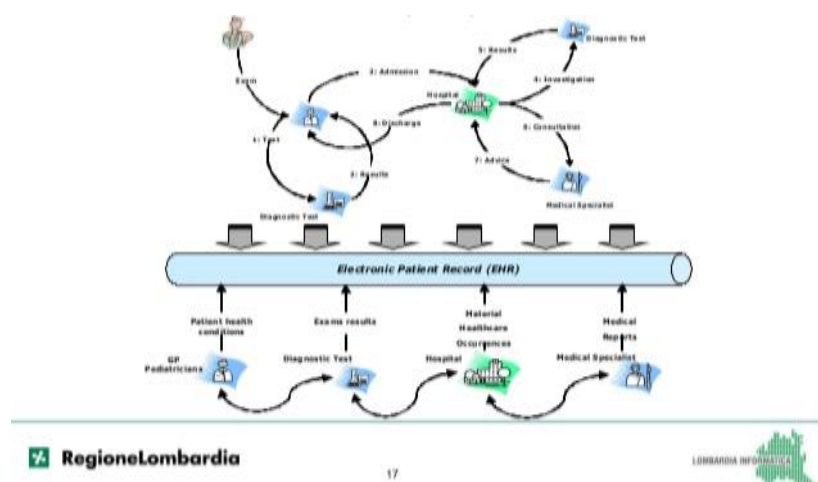 5: Results
Diagnostic Test
Exam
3: Admission
4: Investigation
Hospital
8: Discharge
6: Consultation
1: Test
7: Advice
2: Results
Medical Specialist
Diagnostic Test
Electronic Patient Record (EHR)
Patient health
conditions
Exams results
Material
Healthcare
Occurrences
Medical
Reports
GP
Pediatricians
Diagnostic Test
Hospital
Medical Specialist
RegioneLombardia
17
LOMBARDIA INFORMATICA